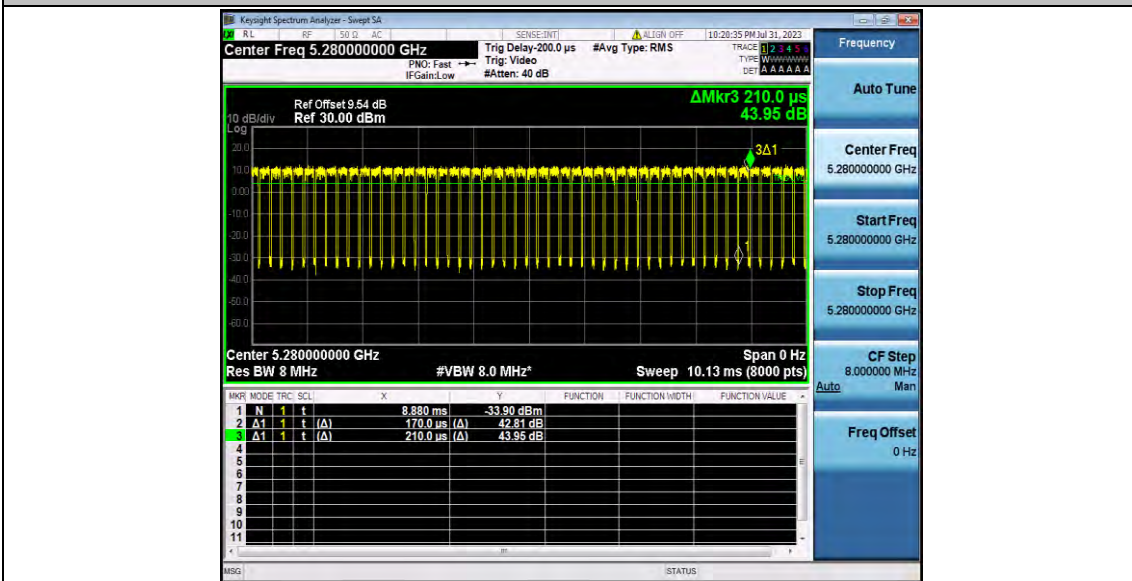 Keysight Spectrum Analyzer - Swept SA
RL RF 50 Ω AC SENSE:INT ALIGN OFF 10:20:35 PM Jul 31, 2023
Center Freq 5.280000000 GHz Trig Delay-200.0 µs #Avg Type: RMS TRACE 1 2 3 4 5 6
PNO: Fast Trig: Video TYPE WWWWWW
IFGain:Low #Atten: 40 dB DET A A A A A A
Frequency
Auto Tune
Center Freq
5.280000000 GHz
Start Freq
5.280000000 GHz
Stop Freq
5.280000000 GHz
CF Step
8.000000 MHz
Auto Man
Freq Offset
0 Hz
ΔMkr3 210.0 µs
43.95 dB
Ref Offset 9.54 dB
10 dB/div Ref 30.00 dBm
Log
20.0
10.0
0.00
-10.0
-20.0
-30.0
-40.0
-50.0
-60.0
3Δ1
1
Center 5.280000000 GHz Span 0 Hz
Res BW 8 MHz #VBW 8.0 MHz* Sweep 10.13 ms (8000 pts)
MKR MODE TRC SCL X Y FUNCTION FUNCTION WIDTH FUNCTION VALUE
1 N 1 t 8.880 ms -33.90 dBm
2 Δ1 1 t (Δ) 170.0 µs (Δ) 42.81 dB
3 Δ1 1 t (Δ) 210.0 µs (Δ) 43.95 dB
4
5
6
7
8
9
10
11
MSG STATUS